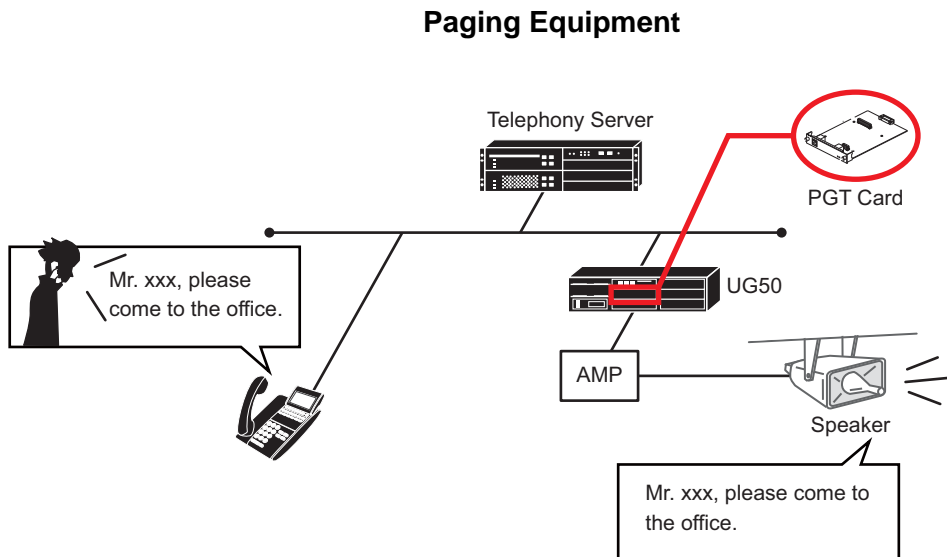 Paging Equipment
Telephony Server
PGT Card
Mr. xxx, please
come to the office.
UG50
AMP
Speaker
Mr. xxx, please come to
the office.